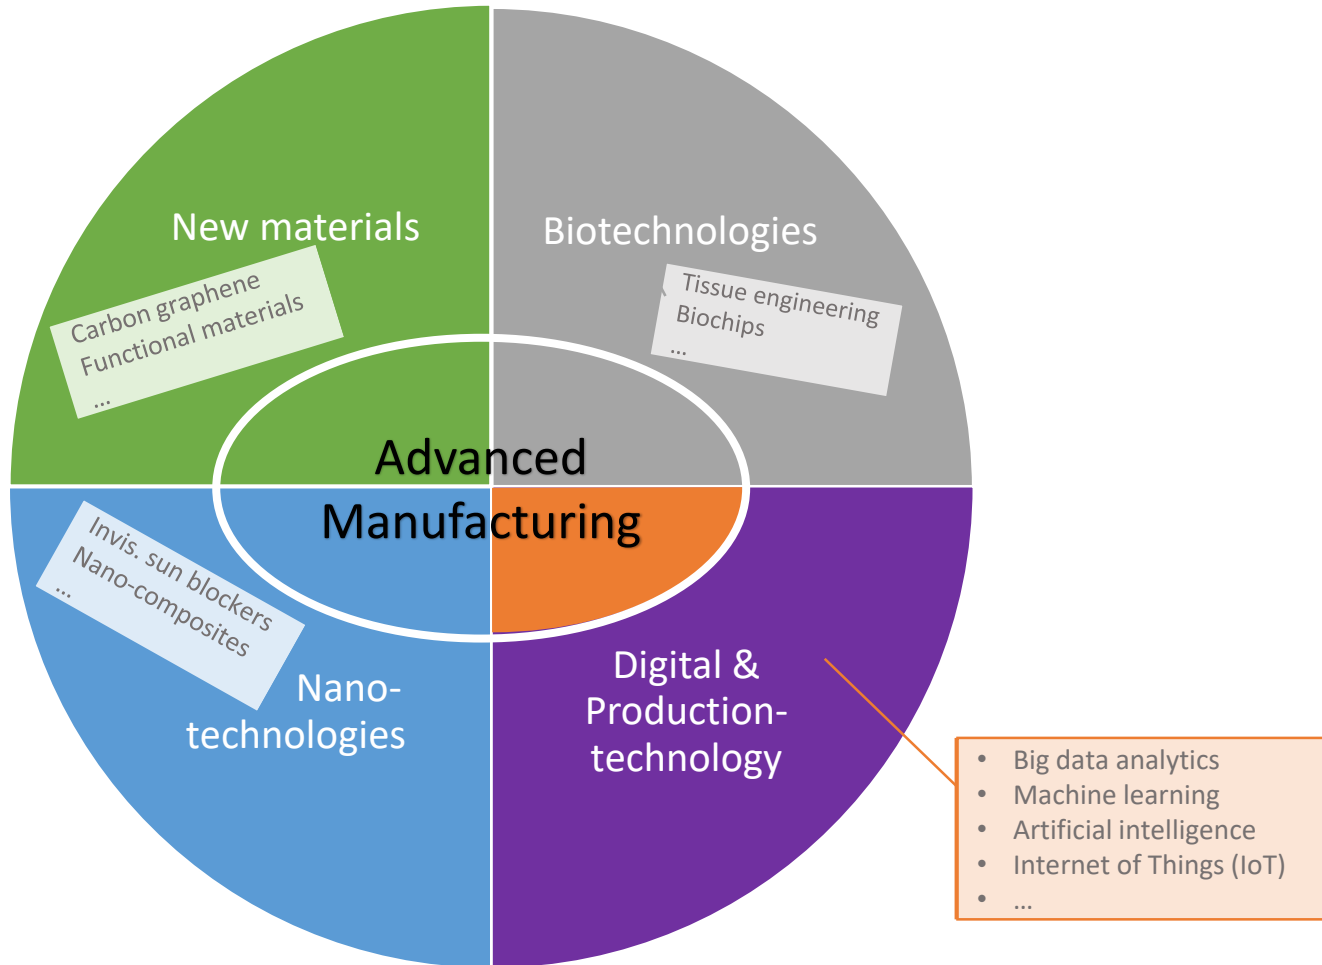 New materials
Carbon graphene
Functional materials
...
Biotechnologies
Tissue engineering
Biochips
...
Advanced
Manufacturing
Invis. sun blockers
Nano-composites
...
Nano-
technologies
Digital &
Production-
technology
• Big data analytics
• Machine learning
• Artificial intelligence
• Internet of Things (IoT)
• ...